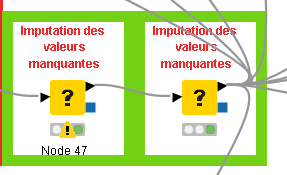 Imputation des
valeurs
manquantes
?
Node 47
Imputation des
valeurs
manquantes
?